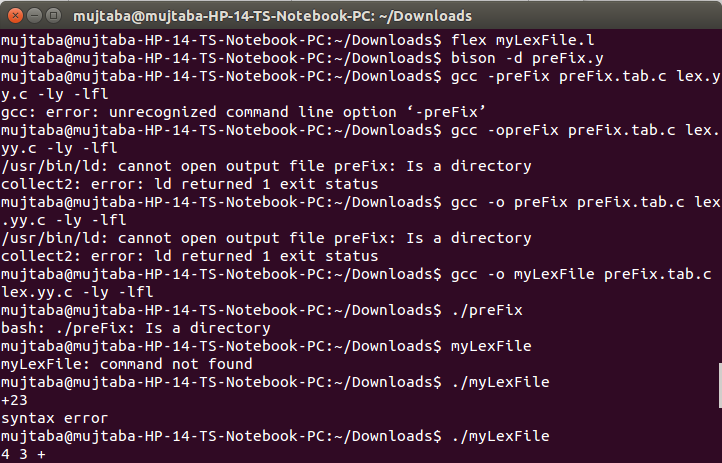 mujtaba@mujtaba-HP-14-TS-Notebook-PC: ~/Downloads
mujtaba@mujtaba-HP-14-TS-Notebook-PC:~/Downloads$ flex myLexFile.l
mujtaba@mujtaba-HP-14-TS-Notebook-PC:~/Downloads$ bison -d preFix.y
mujtaba@mujtaba-HP-14-TS-Notebook-PC:~/Downloads$ gcc -preFix preFix.tab.c lex.y
y.c -ly -lfl
gcc: error: unrecognized command line option ‘-preFix’
mujtaba@mujtaba-HP-14-TS-Notebook-PC:~/Downloads$ gcc -opreFix preFix.tab.c lex.
yy.c -ly -lfl
/usr/bin/ld: cannot open output file preFix: Is a directory
collect2: error: ld returned 1 exit status
mujtaba@mujtaba-HP-14-TS-Notebook-PC:~/Downloads$ gcc -o preFix preFix.tab.c lex
.yy.c -ly -lfl
/usr/bin/ld: cannot open output file preFix: Is a directory
collect2: error: ld returned 1 exit status
mujtaba@mujtaba-HP-14-TS-Notebook-PC:~/Downloads$ gcc -o myLexFile preFix.tab.c
lex.yy.c -ly -lfl
mujtaba@mujtaba-HP-14-TS-Notebook-PC:~/Downloads$ ./preFix
bash: ./preFix: Is a directory
mujtaba@mujtaba-HP-14-TS-Notebook-PC:~/Downloads$ myLexFile
myLexFile: command not found
mujtaba@mujtaba-HP-14-TS-Notebook-PC:~/Downloads$ ./myLexFile
+23
syntax error
mujtaba@mujtaba-HP-14-TS-Notebook-PC:~/Downloads$ ./myLexFile
4 3 +